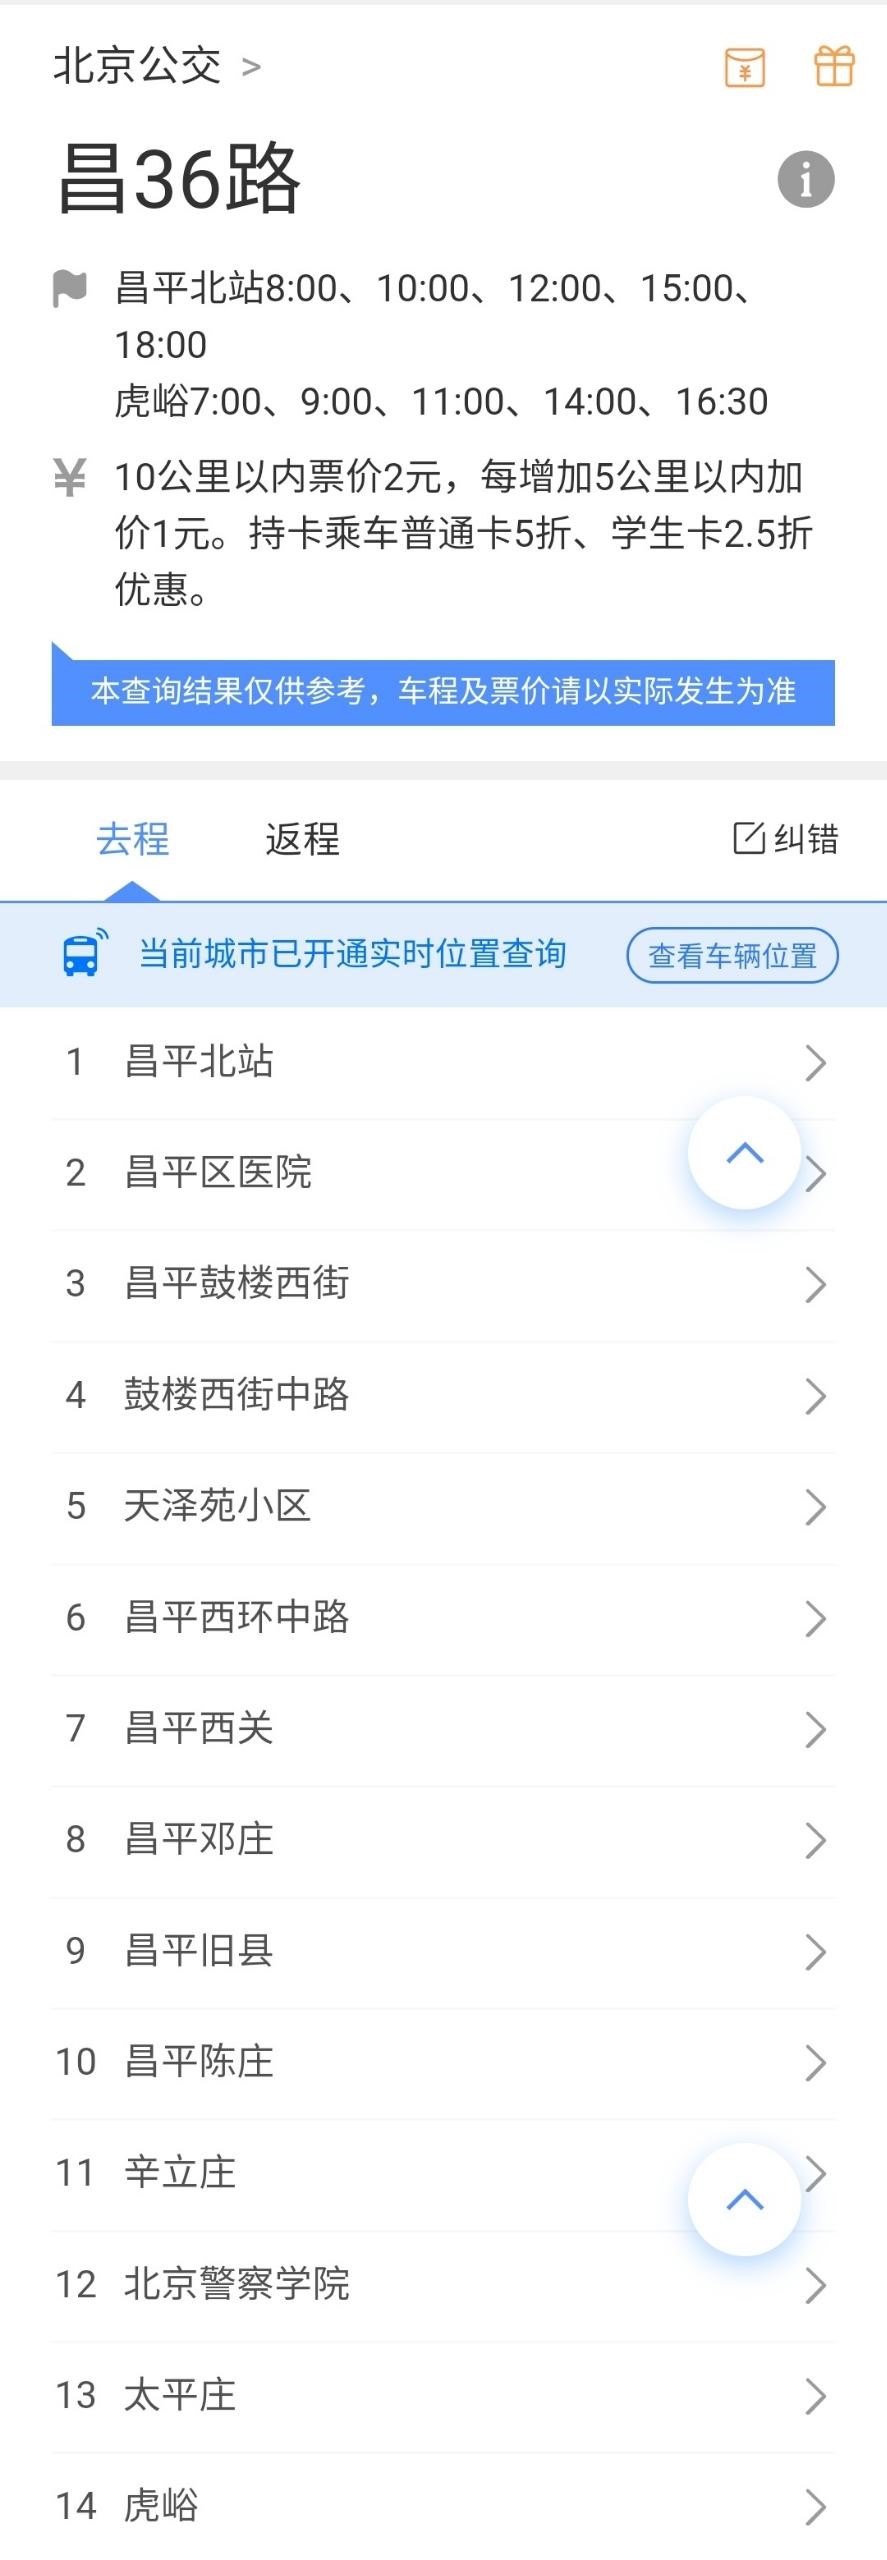 北京公交 >
昌36路
昌平北站8:00、10:00、12:00、15:00、
18:00
虎峪7:00、9:00、11:00、14:00、16:30
¥ 10公里以内票价2元，每增加5公里以内加
价1元。持卡乘车普通卡5折、学生卡2.5折
优惠。
本查询结果仅供参考，车程及票价请以实际发生为准
去程 返程 纠错
当前城市已开通实时位置查询 查看车辆位置
1 昌平北站
2 昌平区医院
3 昌平鼓楼西街
4 鼓楼西街中路
5 天泽苑小区
6 昌平西环中路
7 昌平西关
8 昌平邓庄
9 昌平旧县
10 昌平陈庄
11 辛立庄
12 北京警察学院
13 太平庄
14 虎峪